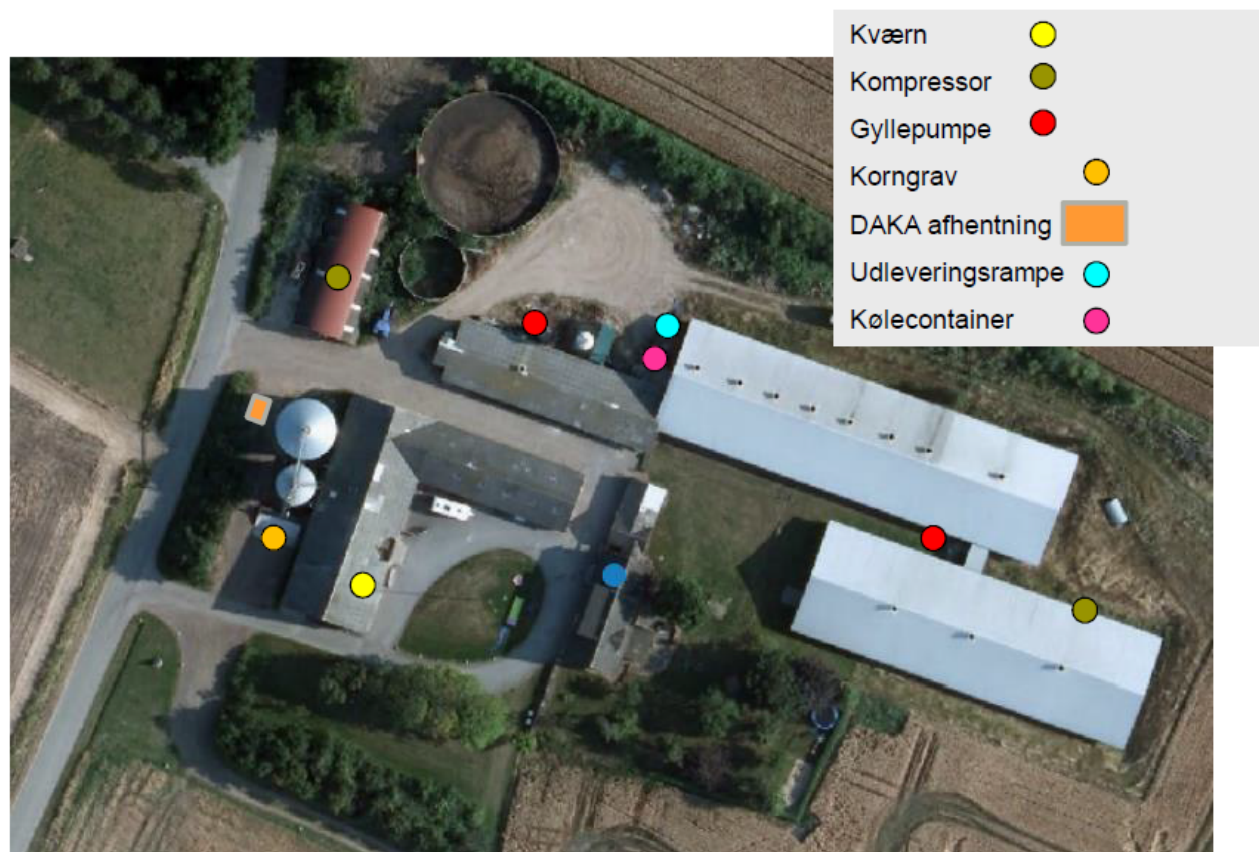 Kværn
Kompressor
Gyllepumpe
Korngrav
DAKA afhentning
Udleveringsrampe
Kølecontainer